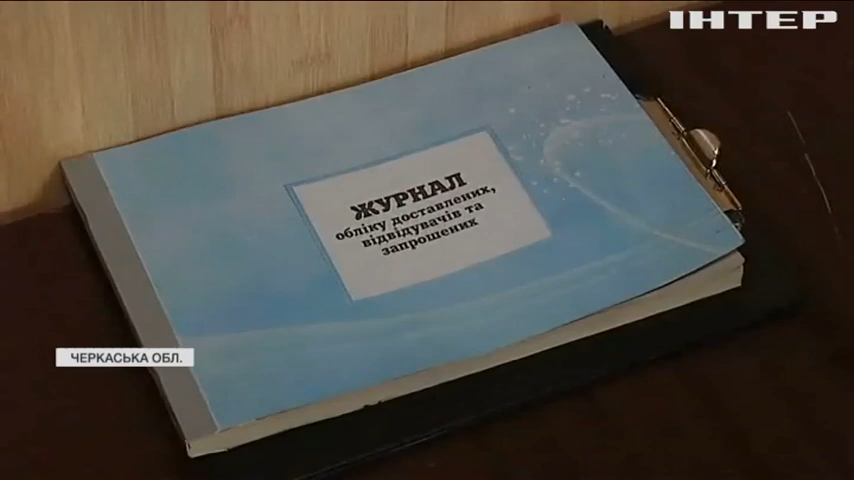 ІНТЕР
ЖУРНАЛ
обліку доставлених,
відвідувачів та
запрошених
ЧЕРКАСЬКА ОБЛ.